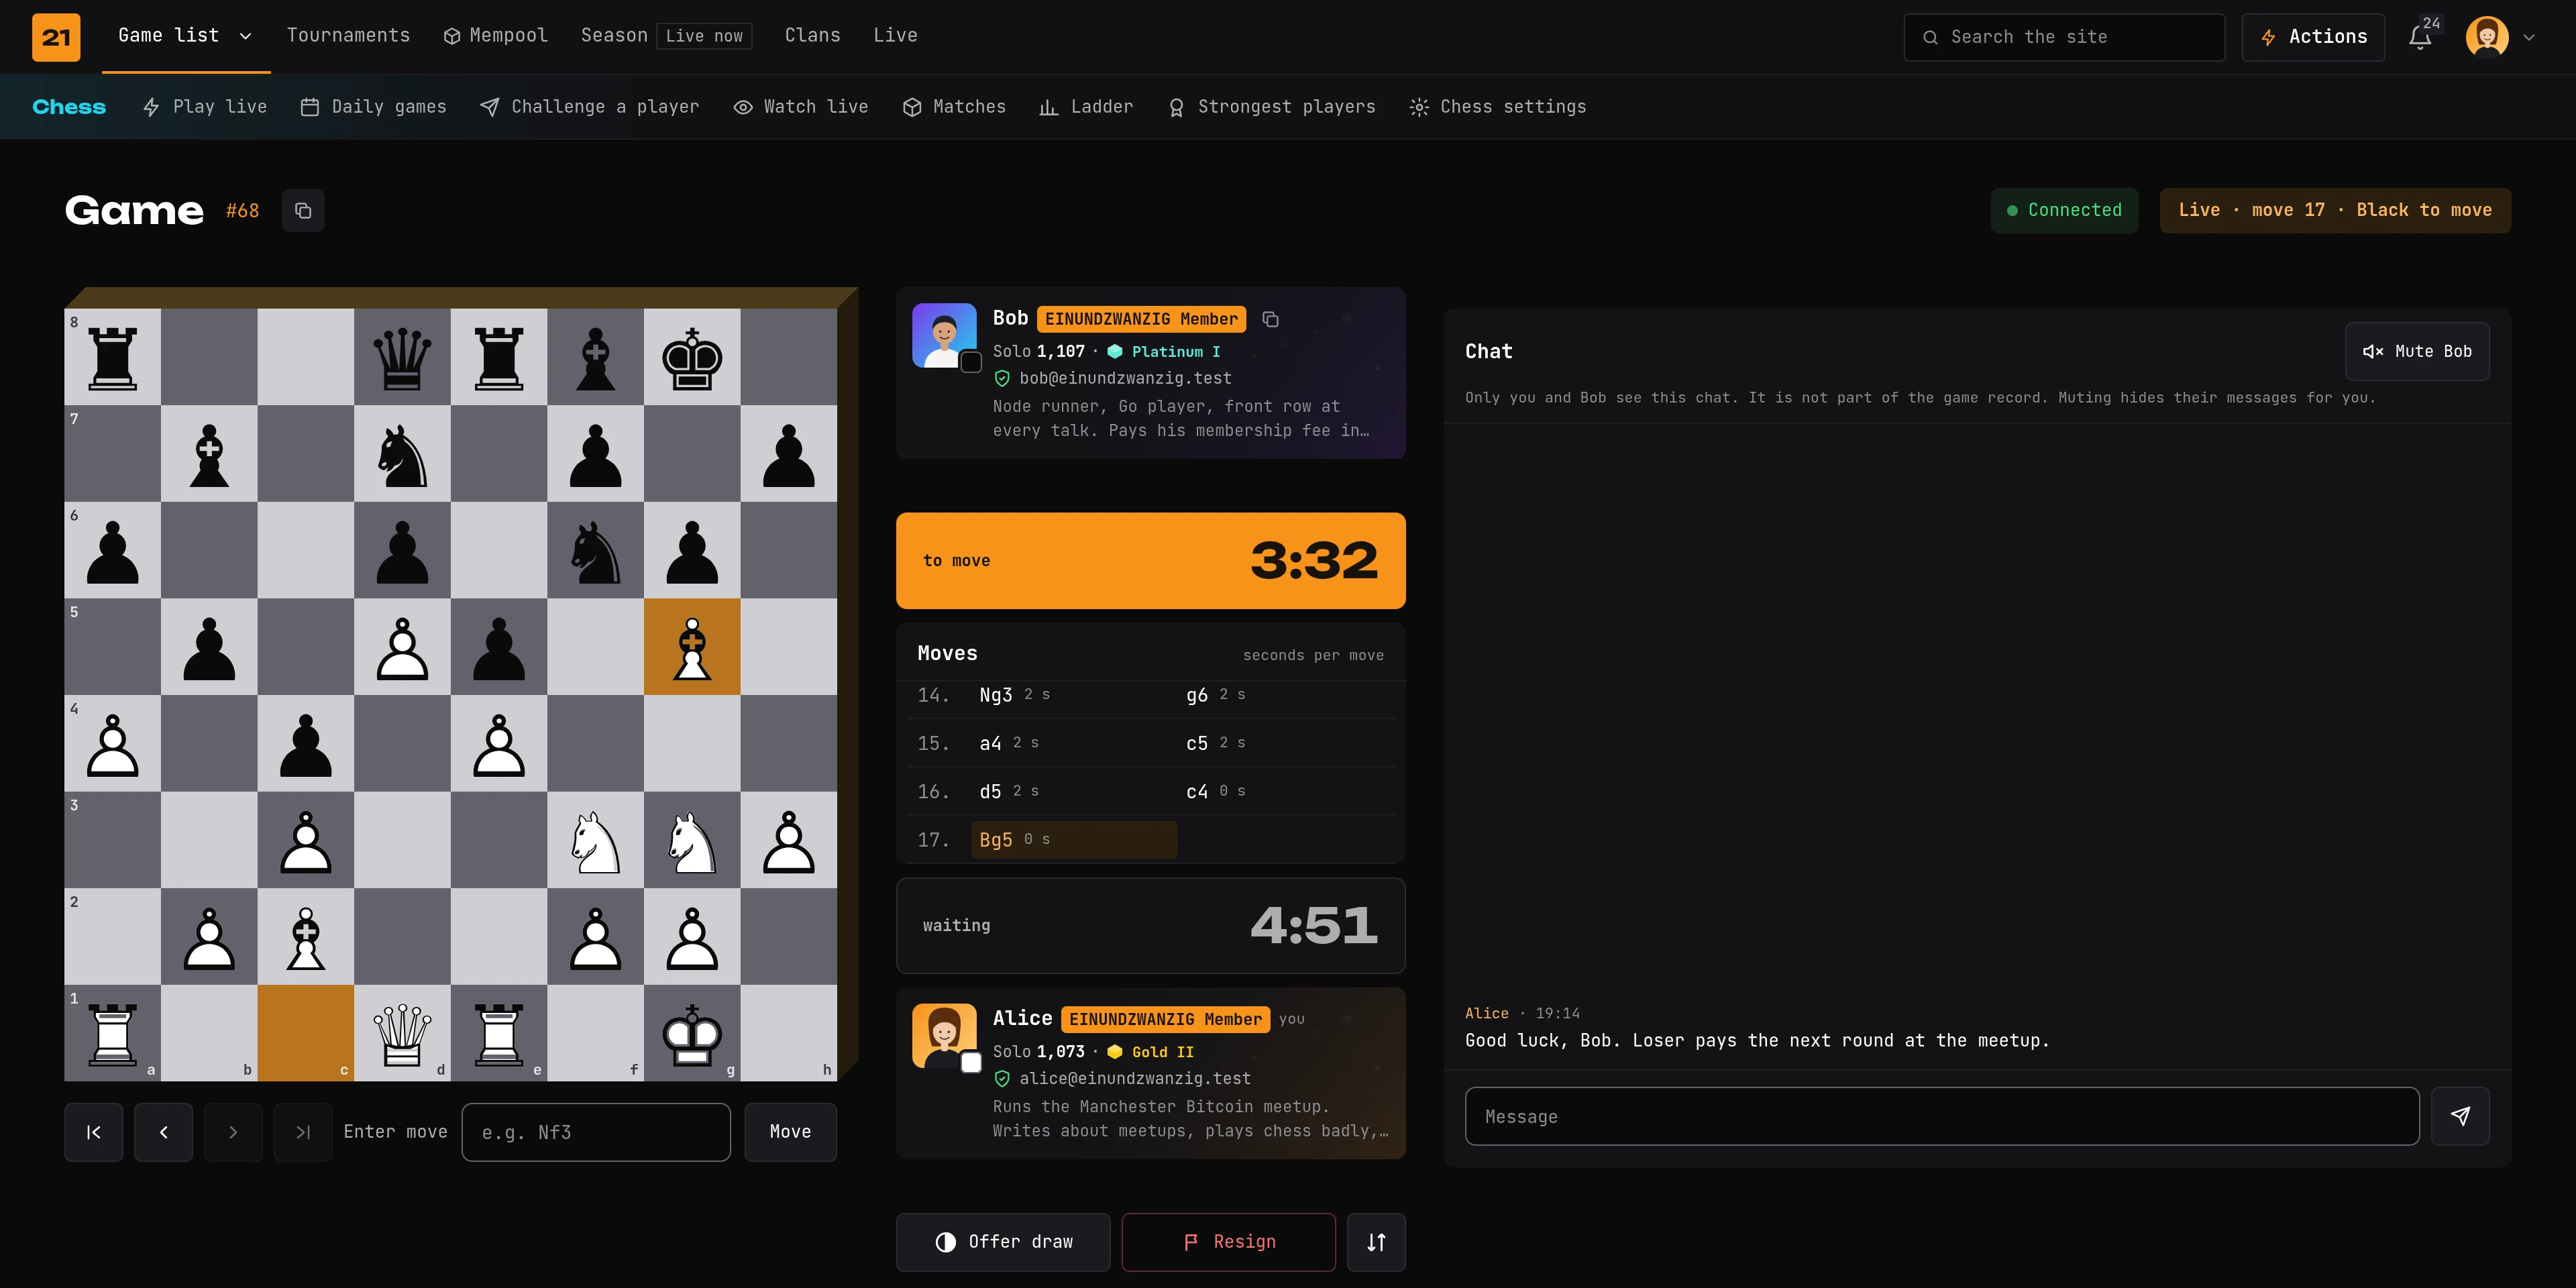 21 Game list Tournaments Mempool Season Live now Clans Live Search the site Actions 24
Chess Play live Daily games Challenge a player Watch live Matches Ladder Strongest players Chess settings
Game #68 Connected Live · move 17 · Black to move
8
7
6
5
4
3
2
1
a b c d e f g h
Enter move e.g. Nf3 Move
Bob EINUNDZWANZIG Member
Solo 1,107 · Platinum I
bob@einundzwanzig.test
Node runner, Go player, front row at
every talk. Pays his membership fee in…
to move 3:32
Moves seconds per move
14. Ng3 2 s g6 2 s
15. a4 2 s c5 2 s
16. d5 2 s c4 0 s
17. Bg5 0 s
waiting 4:51
Alice EINUNDZWANZIG Member you
Solo 1,073 · Gold II
alice@einundzwanzig.test
Runs the Manchester Bitcoin meetup.
Writes about meetups, plays chess badly,…
Offer draw Resign
Chat Mute Bob
Only you and Bob see this chat. It is not part of the game record. Muting hides their messages for you.
Alice · 19:14
Good luck, Bob. Loser pays the next round at the meetup.
Message